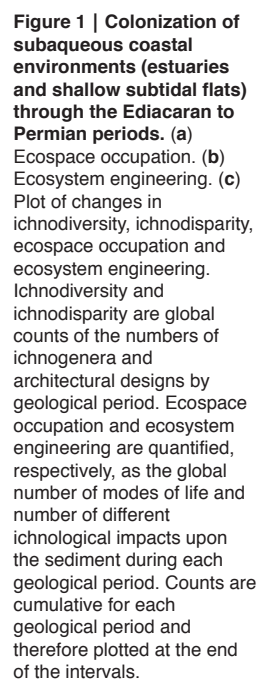 Figure 1 | Colonization of
subaqueous coastal
environments (estuaries
and shallow subtidal flats)
through the Ediacaran to
Permian periods. (a)
Ecospace occupation. (b)
Ecosystem engineering. (c)
Plot of changes in
ichnodiversity, ichnodisparity,
ecospace occupation and
ecosystem engineering.
Ichnodiversity and
ichnodisparity are global
counts of the numbers of
ichnogenera and
architectural designs by
geological period. Ecospace
occupation and ecosystem
engineering are quantified,
respectively, as the global
number of modes of life and
number of different
ichnological impacts upon
the sediment during each
geological period. Counts are
cumulative for each
geological period and
therefore plotted at the end
of the intervals.